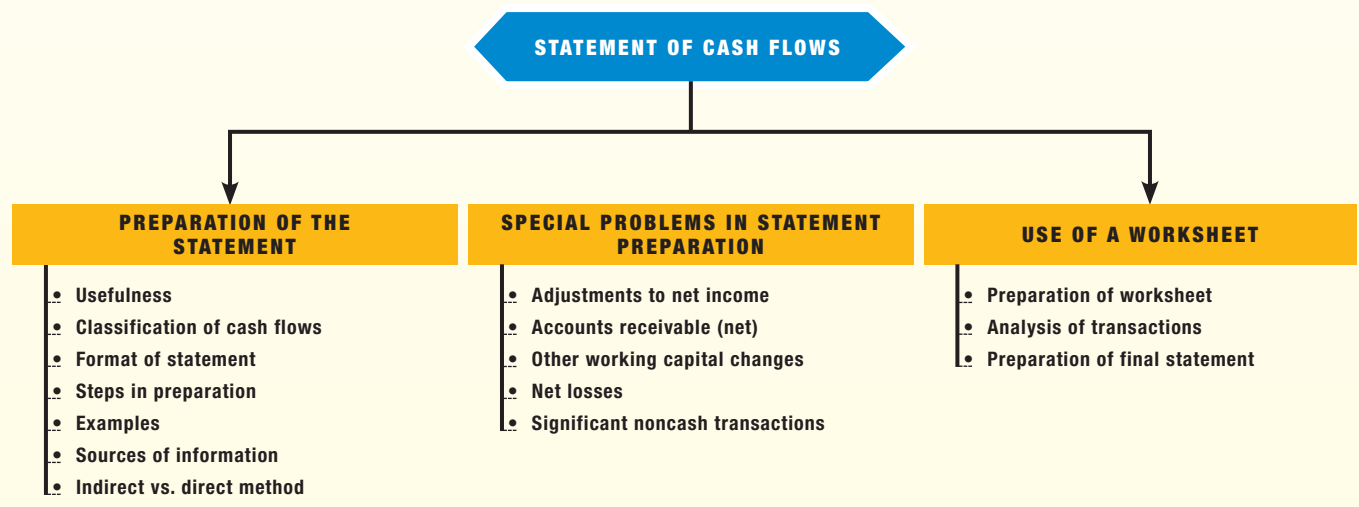 STATEMENT OF CASH FLOWS
PREPARATION OF THE
STATEMENT
• Usefulness
• Classification of cash flows
• Format of statement
• Steps in preparation
• Examples
• Sources of information
• Indirect vs. direct method
SPECIAL PROBLEMS IN STATEMENT
PREPARATION
• Adjustments to net income
• Accounts receivable (net)
• Other working capital changes
• Net losses
• Significant noncash transactions
USE OF A WORKSHEET
• Preparation of worksheet
• Analysis of transactions
• Preparation of final statement